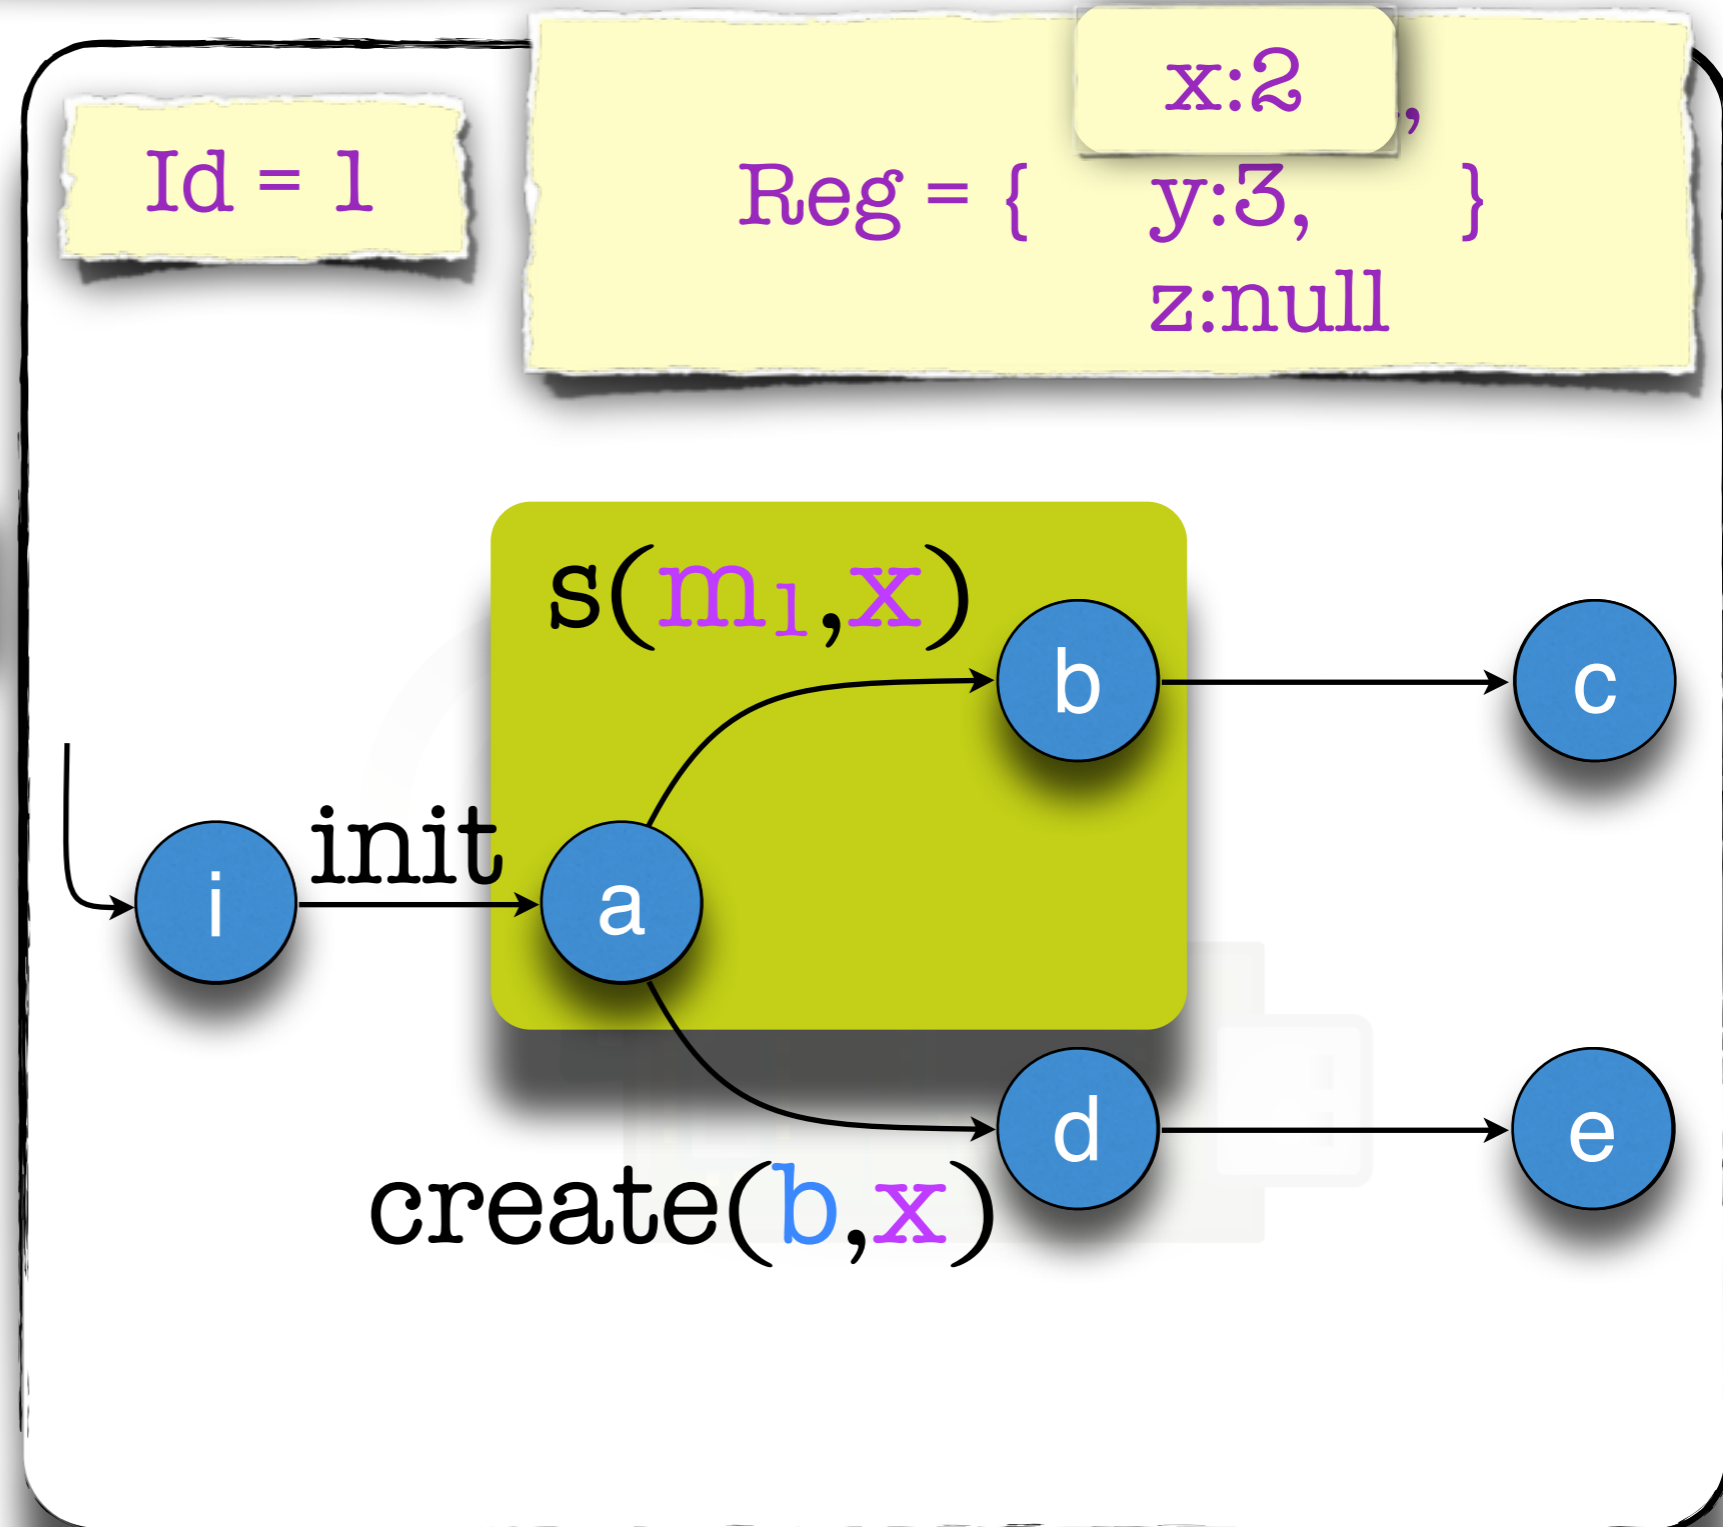 x:2
,
Id = 1
Reg = { y:3, }
z:null
s(m₁,x)
b
c
init
i
a
d
e
create(b,x)